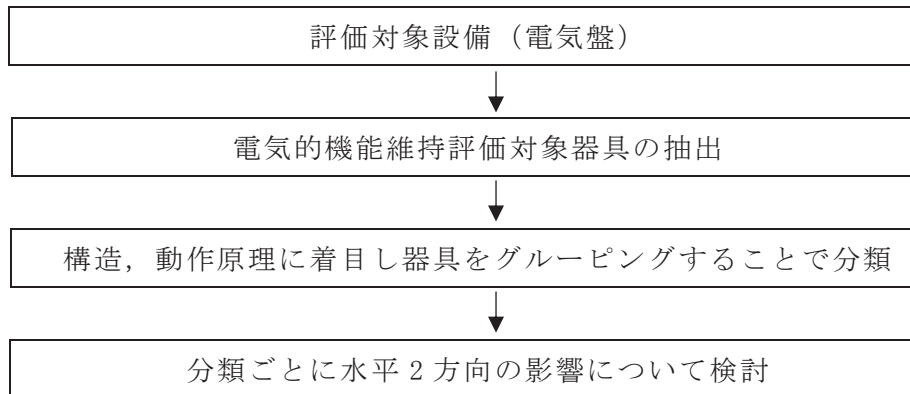 評価対象設備（電気盤）
電気的機能維持評価対象器具の抽出
構造，動作原理に着目し器具をグルーピングすることで分類
分類ごとに水平２方向の影響について検討